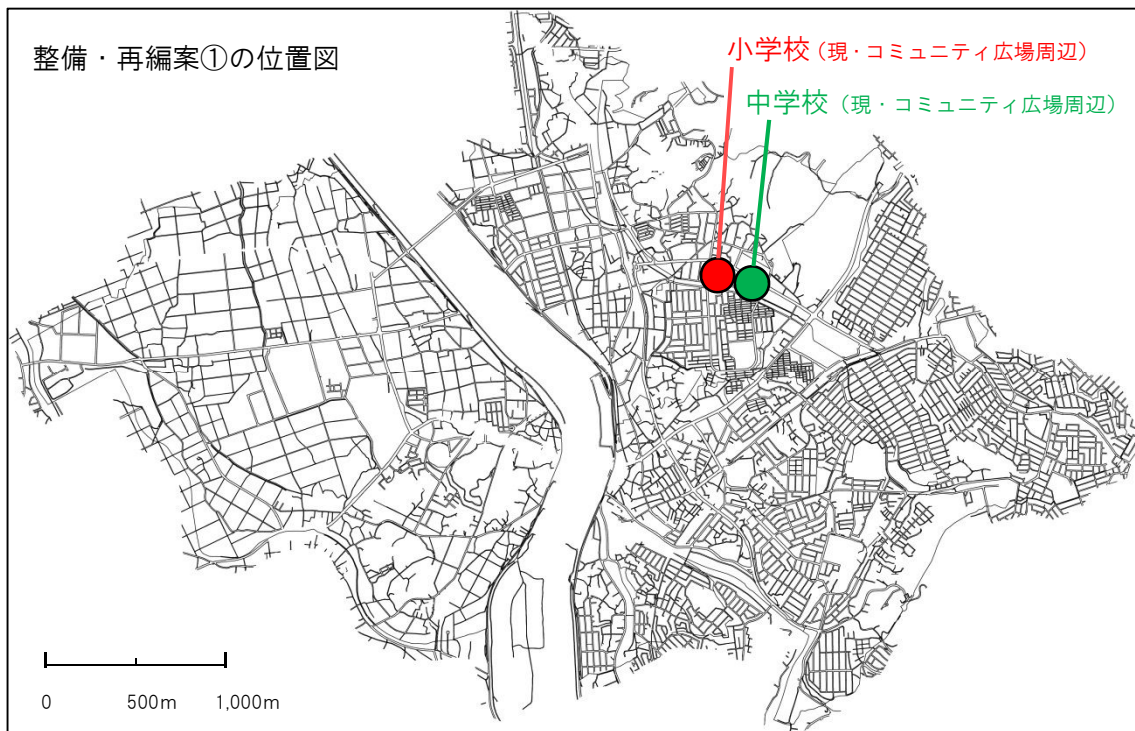 整備・再編案①の位置図
小学校（現・コミュニティ広場周辺）
中学校（現・コミュニティ広場周辺）
0 500m 1,000m